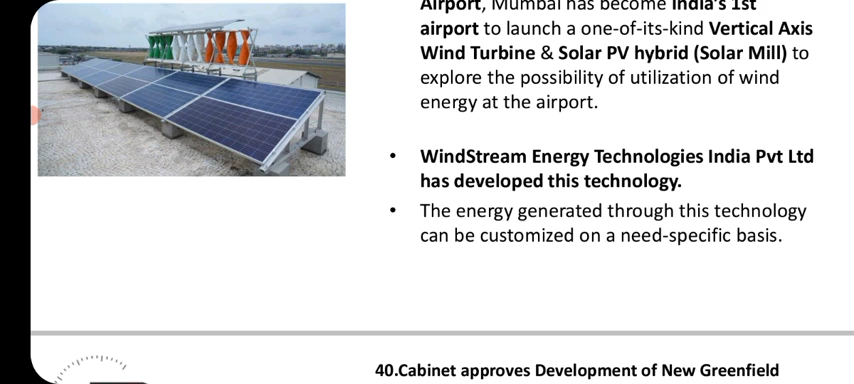 Airport, Mumbai has become India's 1st
airport to launch a one-of-its-kind Vertical Axis
Wind Turbine & Solar PV hybrid (Solar Mill) to
explore the possibility of utilization of wind
energy at the airport.
• WindStream Energy Technologies India Pvt Ltd
has developed this technology.
• The energy generated through this technology
can be customized on a need-specific basis.
40.Cabinet approves Development of New Greenfield